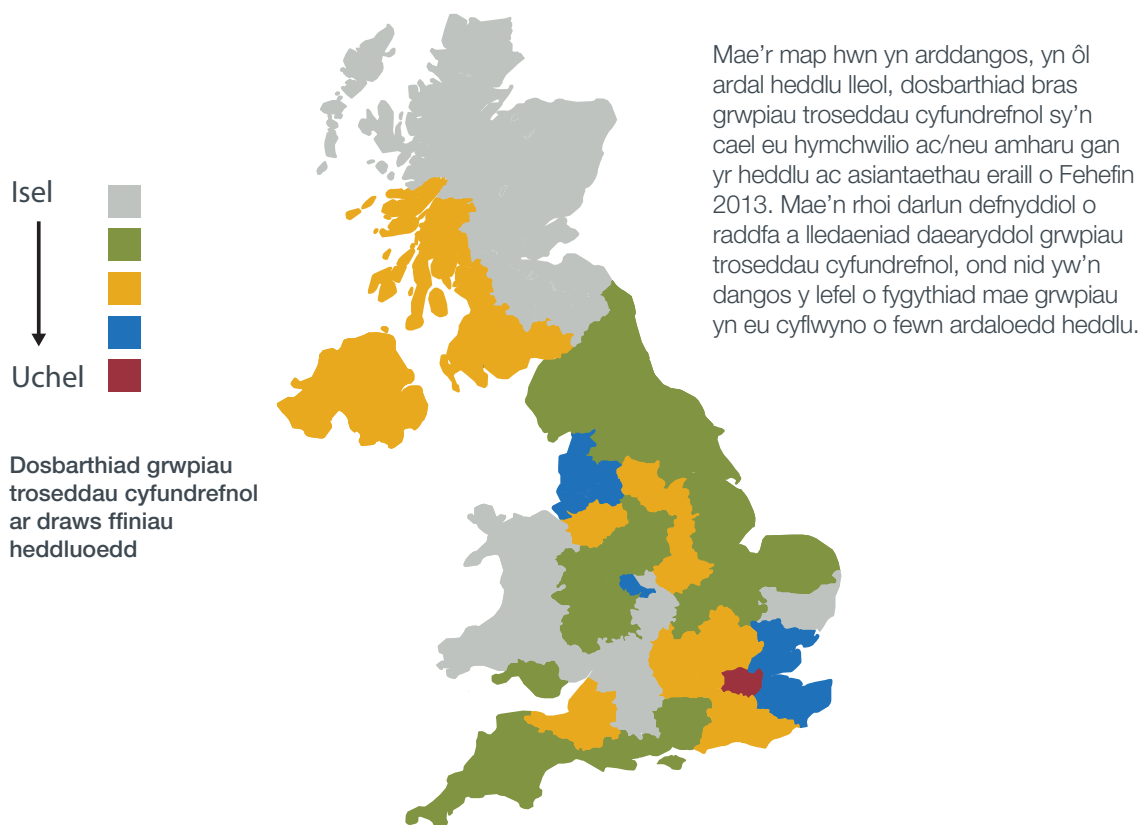 Mae'r map hwn yn arddangos, yn ôl
ardal heddlu lleol, dosbarthiad bras
grwpiau troseddau cyfundrefnol sy'n
cael eu hymchwilio ac/neu amharu gan
yr heddlu ac asiantaethau eraill o Fehefin
2013. Mae'n rhoi darlun defnyddiol o
raddfa a lledaeniad daearyddol grwpiau
troseddau cyfundrefnol, ond nid yw'n
dangos y lefel o fygythiad mae grwpiau
yn eu cyflwyno o fewn ardaloedd heddlu.
Isel
Uchel
Dosbarthiad grwpiau
troseddau cyfundrefnol
ar draws ffiniau
heddluoedd